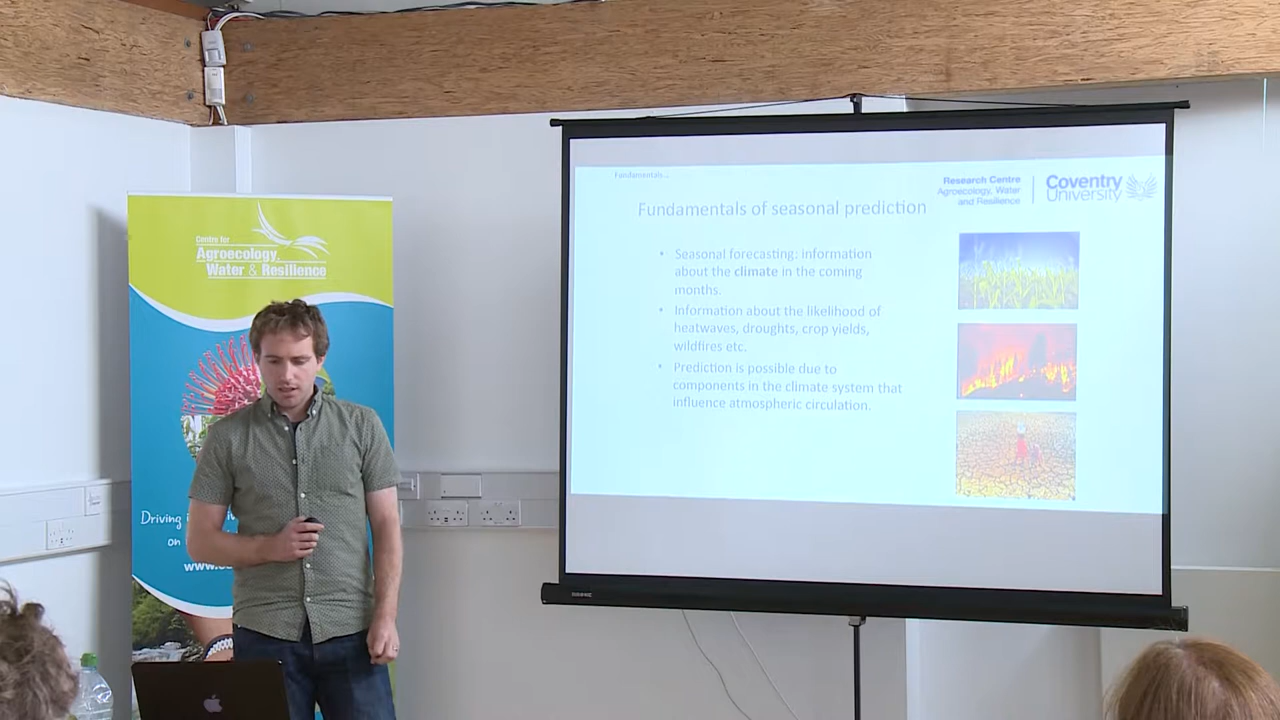 Centre for
Agroecology,
Water & Resilience
Driving
on
www.
Fundamentals...
Research Centre
Agroecology, Water
and Resilience
Coventry
University
Fundamentals of seasonal prediction
• Seasonal forecasting: information
about the climate in the coming
months.
• Information about the likelihood of
heatwaves, droughts, crop yields,
wildfires etc.
• Prediction is possible due to
components in the climate system that
influence atmospheric circulation.